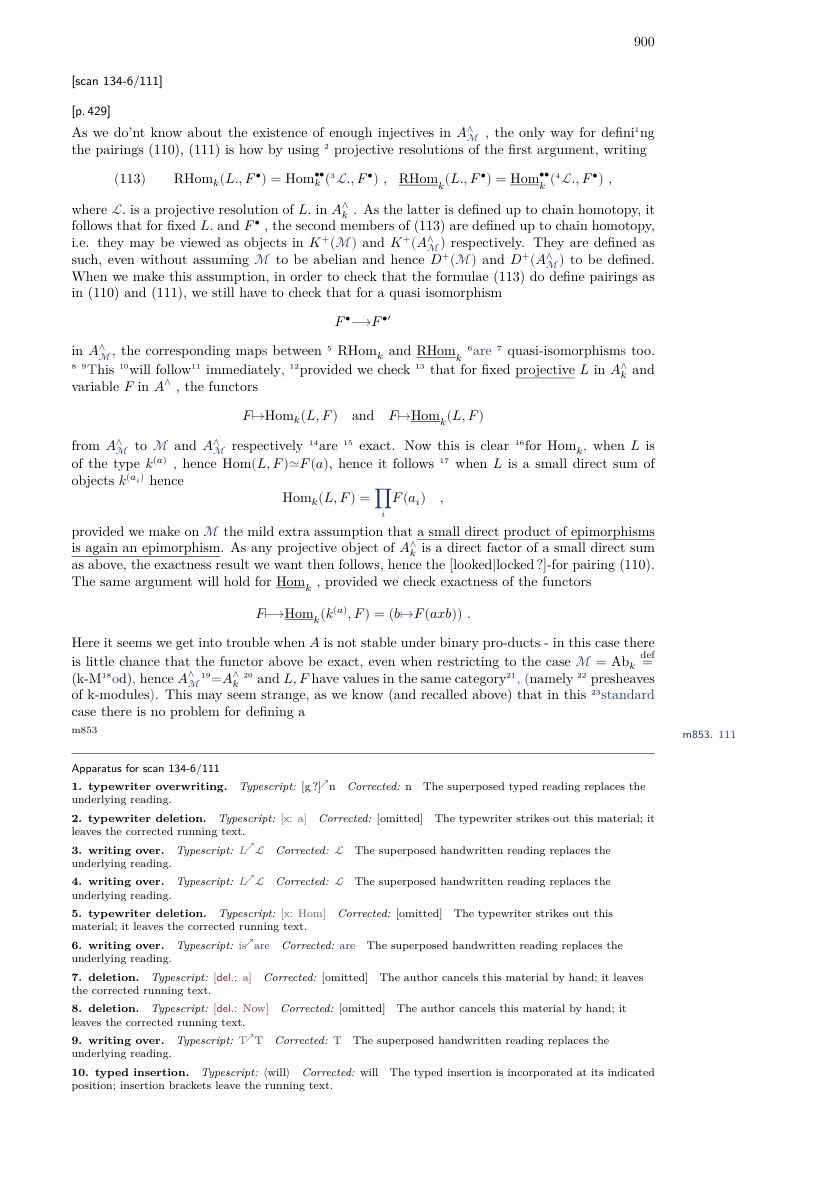 900
[scan 134-6/111]
[p. 429]
As we do'nt know about the existence of enough injectives in A^∧_ℳ , the only way for defini¹ng
the pairings (110), (111) is how by using ² projective resolutions of the first argument, writing
(113) RHom_k(L., F•) = Hom_k••(³ℒ., F•) , RHom_k(L., F•) = Hom_k••(⁴ℒ., F•) ,
where ℒ. is a projective resolution of L. in A^∧_k . As the latter is defined up to chain homotopy, it
follows that for fixed L. and F• , the second members of (113) are defined up to chain homotopy,
i.e. they may be viewed as objects in K⁺(ℳ) and K⁺(A^∧_ℳ) respectively. They are defined as
such, even without assuming ℳ to be abelian and hence D⁺(ℳ) and D⁺(A^∧_ℳ) to be defined.
When we make this assumption, in order to check that the formulae (113) do define pairings as
in (110) and (111), we still have to check that for a quasi isomorphism
F•⟶F•′
in A^∧_ℳ, the corresponding maps between ⁵ RHom_k and RHom_k ⁶are ⁷ quasi-isomorphisms too.
⁸ ⁹This ¹⁰will follow¹¹ immediately, ¹²provided we check ¹³ that for fixed projective L in A^∧_k and
variable F in A^∧ , the functors
F↦Hom_k(L, F) and F↦Hom_k(L, F)
from A^∧_ℳ to ℳ and A^∧_ℳ respectively ¹⁴are ¹⁵ exact. Now this is clear ¹⁶for Hom_k, when L is
of the type k^(a) , hence Hom(L, F)≃F(a), hence it follows ¹⁷ when L is a small direct sum of
objects k^(a_i) hence
Hom_k(L, F) = ∏_i F(a_i) ,
provided we make on ℳ the mild extra assumption that a small direct product of epimorphisms
is again an epimorphism. As any projective object of A^∧_k is a direct factor of a small direct sum
as above, the exactness result we want then follows, hence the [looked|locked ?]-for pairing (110).
The same argument will hold for Hom_k , provided we check exactness of the functors
F⟼Hom_k(k^(a), F) = (b↦F(axb)) .
Here it seems we get into trouble when A is not stable under binary pro-ducts - in this case there
is little chance that the functor above be exact, even when restricting to the case ℳ = Ab_k =^def
(k-M¹⁸od), hence A^∧_ℳ ¹⁹=A^∧_k ²⁰ and L, F have values in the same category²¹, (namely ²² presheaves
of k-modules). This may seem strange, as we know (and recalled above) that in this ²³standard
case there is no problem for defining a
m853
m853. 111
Apparatus for scan 134-6/111
1. typewriter overwriting. Typescript: [g ?]↗n Corrected: n The superposed typed reading replaces the
underlying reading.
2. typewriter deletion. Typescript: [x: a] Corrected: [omitted] The typewriter strikes out this material; it
leaves the corrected running text.
3. writing over. Typescript: L↗ℒ Corrected: ℒ The superposed handwritten reading replaces the
underlying reading.
4. writing over. Typescript: L↗ℒ Corrected: ℒ The superposed handwritten reading replaces the
underlying reading.
5. typewriter deletion. Typescript: [x: Hom] Corrected: [omitted] The typewriter strikes out this
material; it leaves the corrected running text.
6. writing over. Typescript: is↗are Corrected: are The superposed handwritten reading replaces the
underlying reading.
7. deletion. Typescript: [del.: a] Corrected: [omitted] The author cancels this material by hand; it leaves
the corrected running text.
8. deletion. Typescript: [del.: Now] Corrected: [omitted] The author cancels this material by hand; it
leaves the corrected running text.
9. writing over. Typescript: T↗T Corrected: T The superposed handwritten reading replaces the
underlying reading.
10. typed insertion. Typescript: ⟨will⟩ Corrected: will The typed insertion is incorporated at its indicated
position; insertion brackets leave the running text.